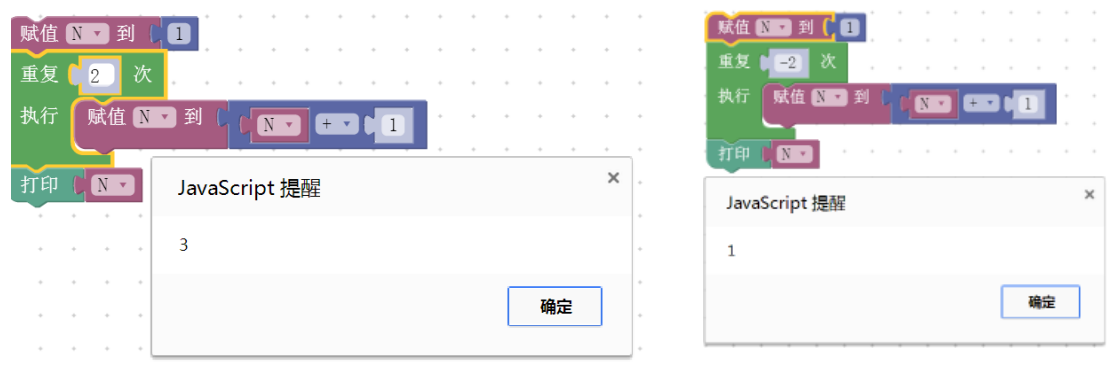 赋值 N 到 1
重复 2 次
执行 赋值 N 到 N + 1
打印 N
JavaScript 提醒
3
确定
赋值 N 到 1
重复 -2 次
执行 赋值 N 到 N + 1
打印 N
JavaScript 提醒
1
确定